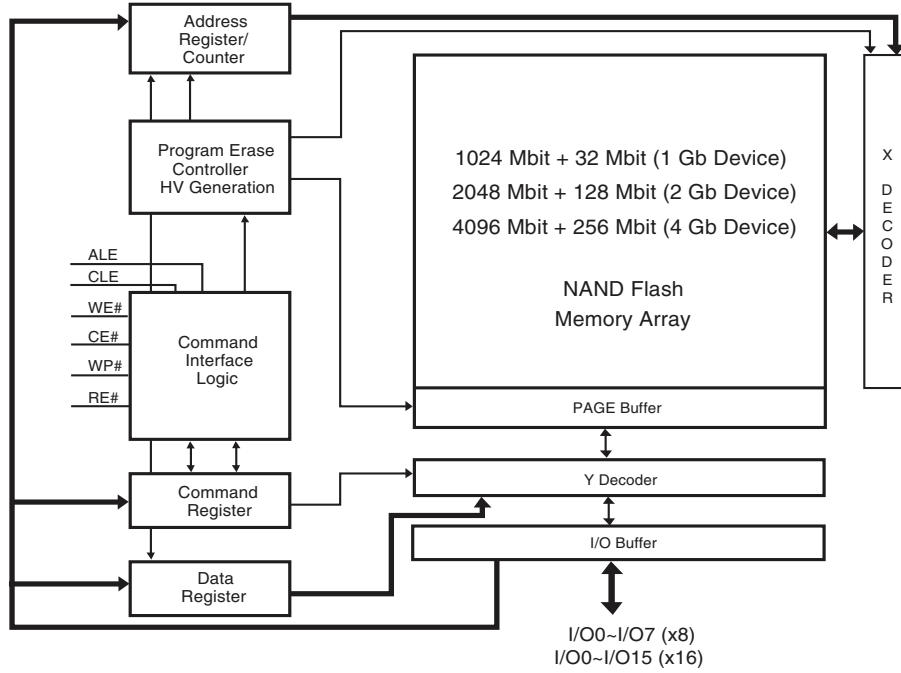 Address
Register/
Counter
Program Erase
Controller
HV Generation
ALE
CLE
WE#
CE#
WP#
RE#
Command
Interface
Logic
Command
Register
Data
Register
1024 Mbit + 32 Mbit (1 Gb Device)
2048 Mbit + 128 Mbit (2 Gb Device)
4096 Mbit + 256 Mbit (4 Gb Device)
NAND Flash
Memory Array
PAGE Buffer
Y Decoder
I/O Buffer
I/O0~I/O7 (x8)
I/O0~I/O15 (x16)
X
D
E
C
O
D
E
R